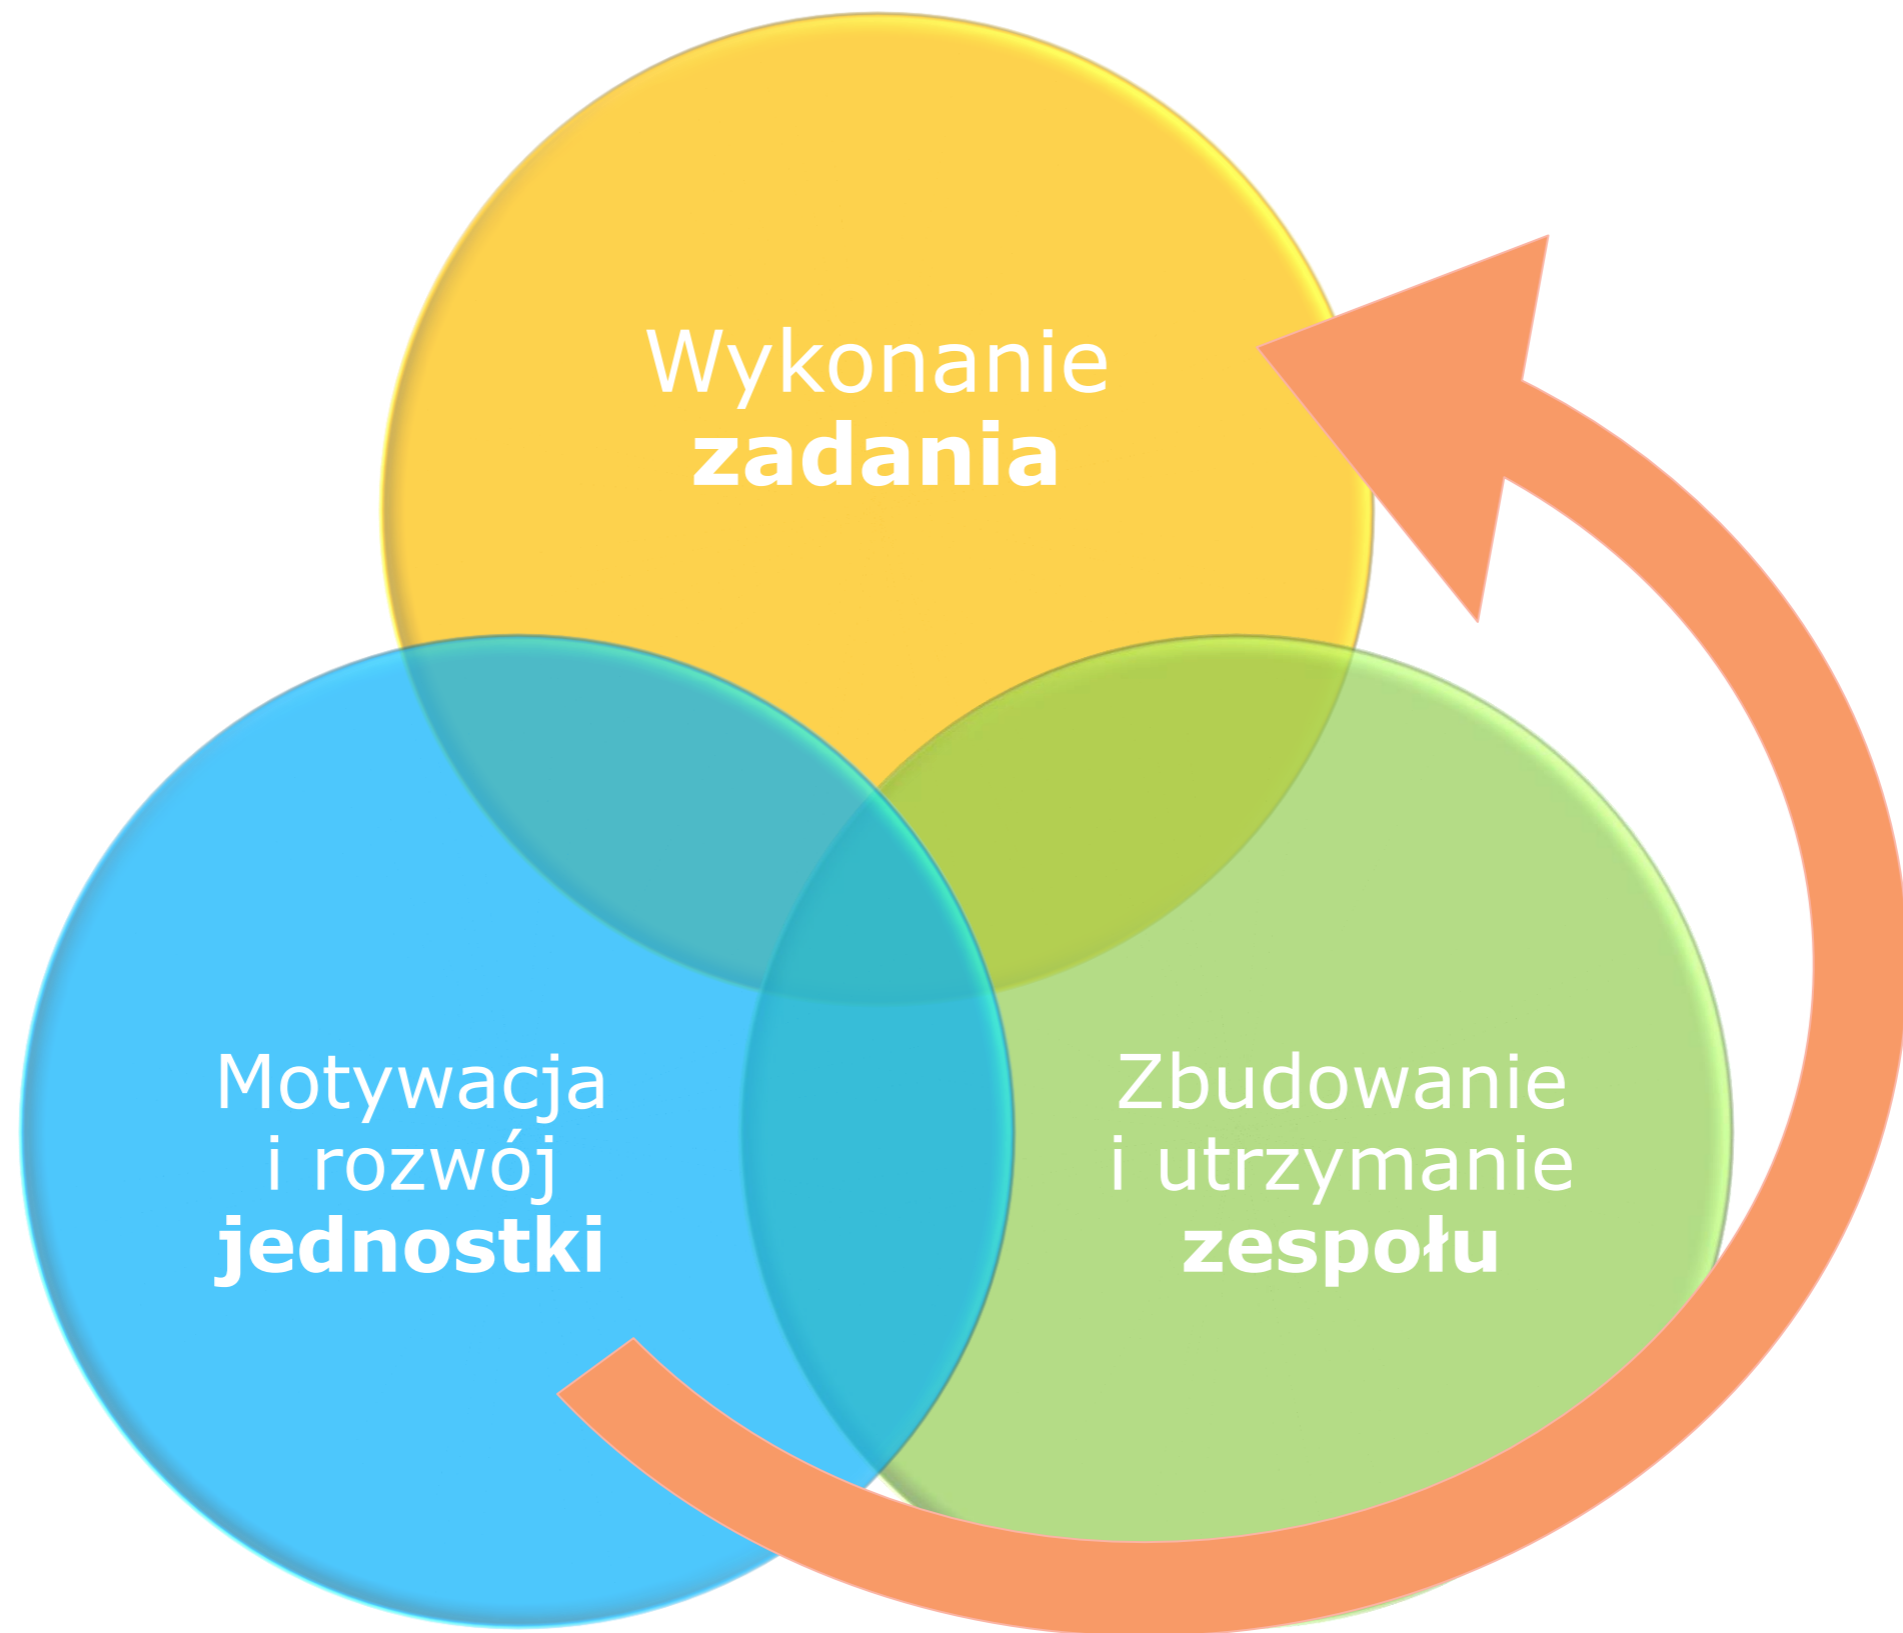 Wykonanie
zadania
Motywacja
i rozwój
jednostki
Zbudowanie
i utrzymanie
zespołu